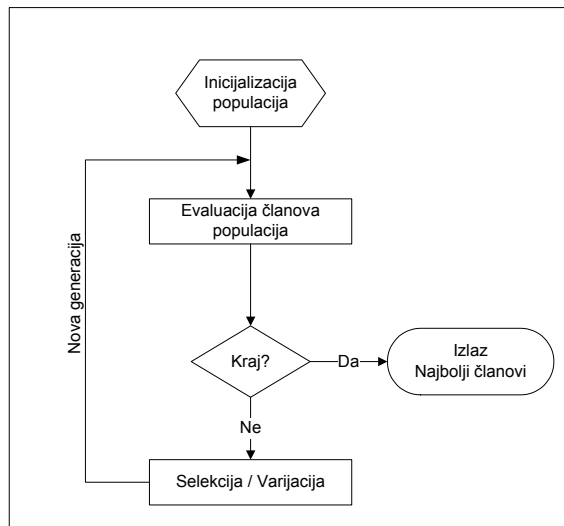 Inicijalizacija
populacija
Evaluacija članova
populacija
Nova generacija
Kraj?
Da
Izlaz
Najbolji članovi
Ne
Selekcija / Varijacija